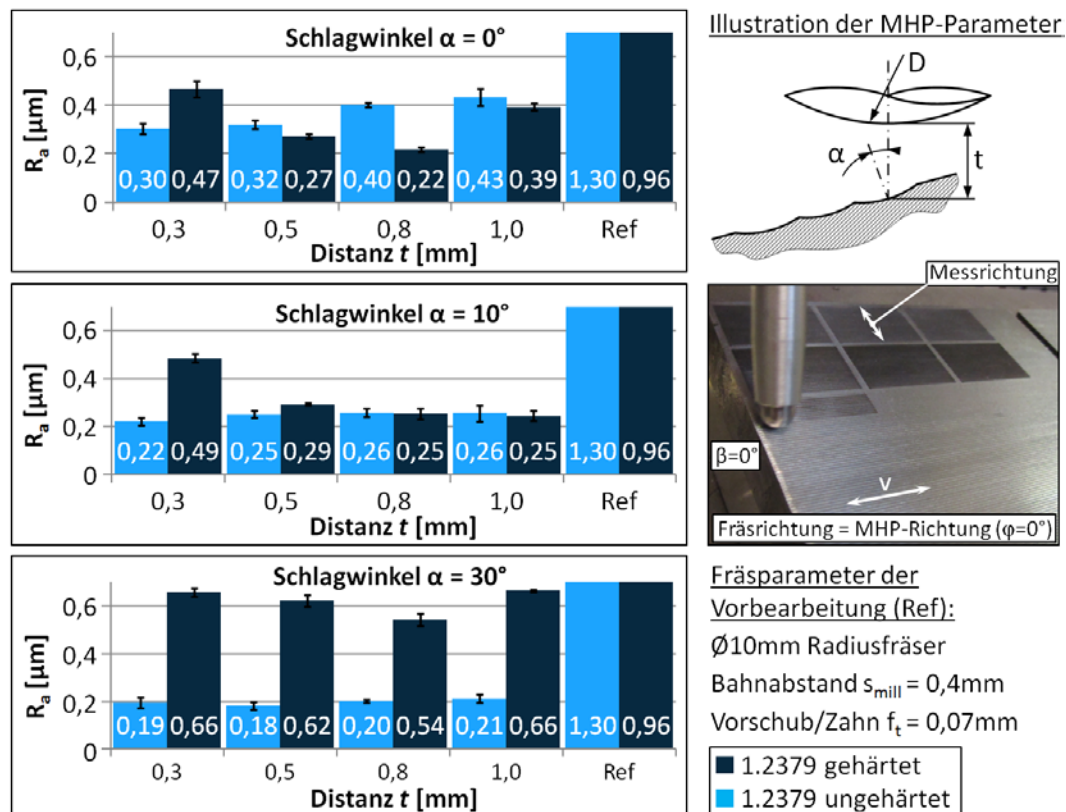 Schlagwinkel α = 0°
R_a [µm]
0,6
0,4
0,2
0
0,30 0,47 0,32 0,27 0,40 0,22 0,43 0,39 1,30 0,96
0,3 0,5 0,8 1,0 Ref
Distanz t [mm]
Schlagwinkel α = 10°
R_a [µm]
0,6
0,4
0,2
0
0,22 0,49 0,25 0,29 0,26 0,25 0,26 0,25 1,30 0,96
0,3 0,5 0,8 1,0 Ref
Distanz t [mm]
Schlagwinkel α = 30°
R_a [µm]
0,6
0,4
0,2
0
0,19 0,66 0,18 0,62 0,20 0,54 0,21 0,66 1,30 0,96
0,3 0,5 0,8 1,0 Ref
Distanz t [mm]
Illustration der MHP-Parameter
D
α
t
Messrichtung
β=0°
v
Fräsrichtung = MHP-Richtung (φ=0°)
Fräsparameter der
Vorbearbeitung (Ref):
Ø10mm Radiusfräser
Bahnabstand s_mill = 0,4mm
Vorschub/Zahn f_t = 0,07mm
1.2379 gehärtet
1.2379 ungehärtet